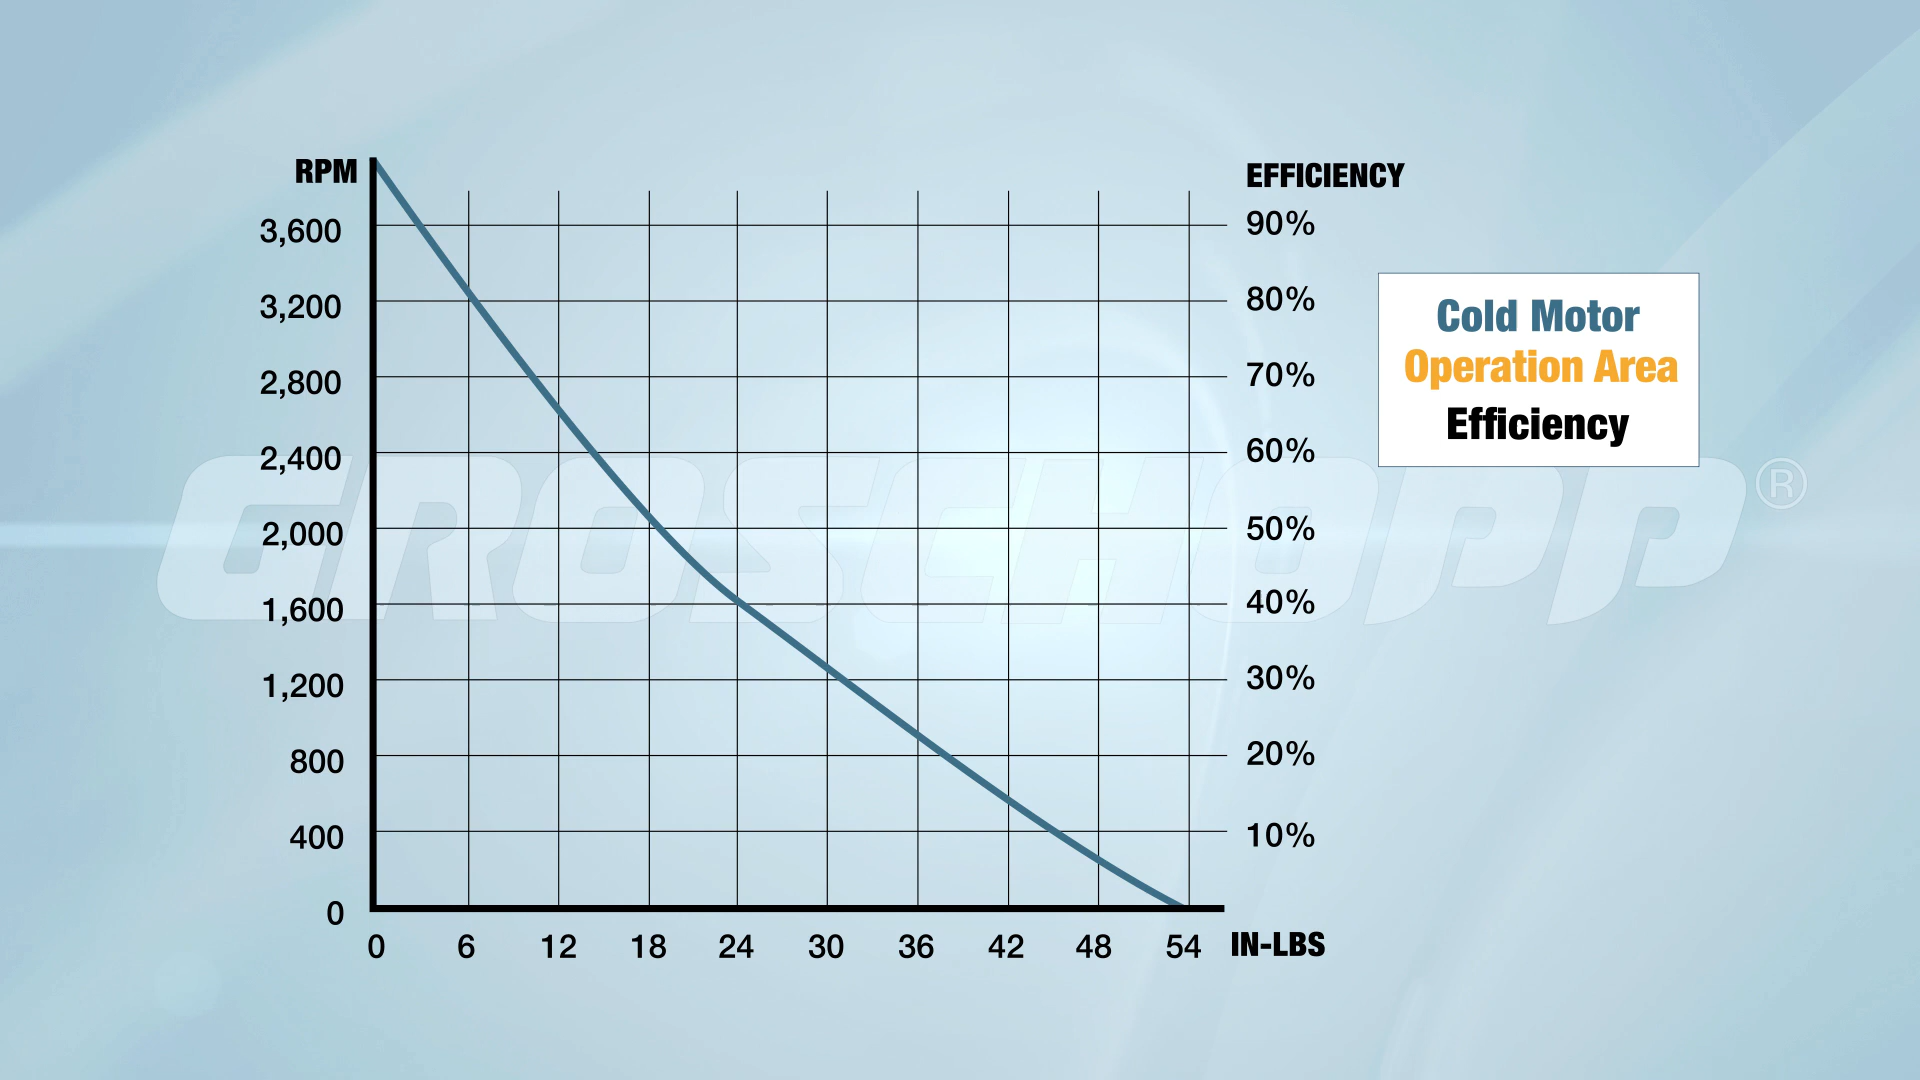 RPM
EFFICIENCY
3,600
90%
3,200
80%
2,800
70%
2,400
60%
2,000
50%
1,600
40%
1,200
30%
800
20%
400
10%
0
0 6 12 18 24 30 36 42 48 54 IN-LBS
Cold Motor
Operation Area
Efficiency
GROSCHOPP®